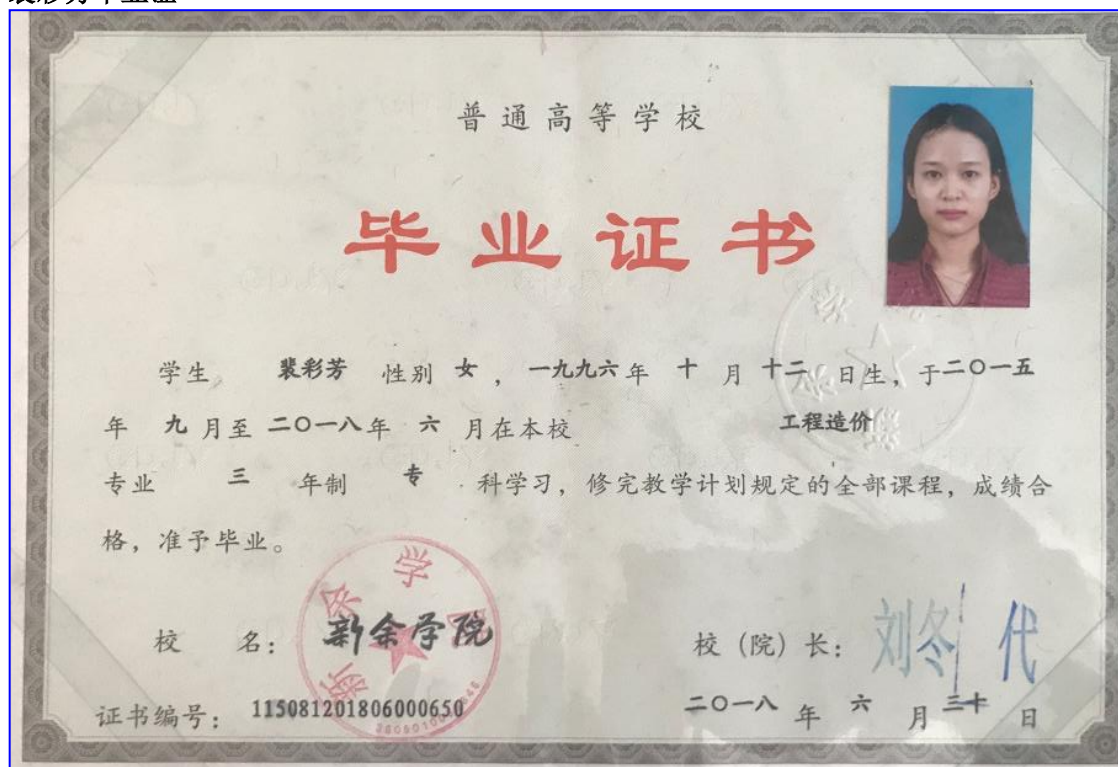 普通高等学校
毕业证书
学生 裴彩芳 性别 女 , 一九九六 年 十 月 十二 日生, 于二〇一五
年 九 月至 二〇一八 年 六 月在本校 工程造价
专业 三 年制 专 科学习, 修完教学计划规定的全部课程, 成绩合
格, 准予毕业。
校 名: 新余学院
校 (院) 长: 刘冬代
证书编号: 115081201806000650
二〇一八 年 六 月 三十 日